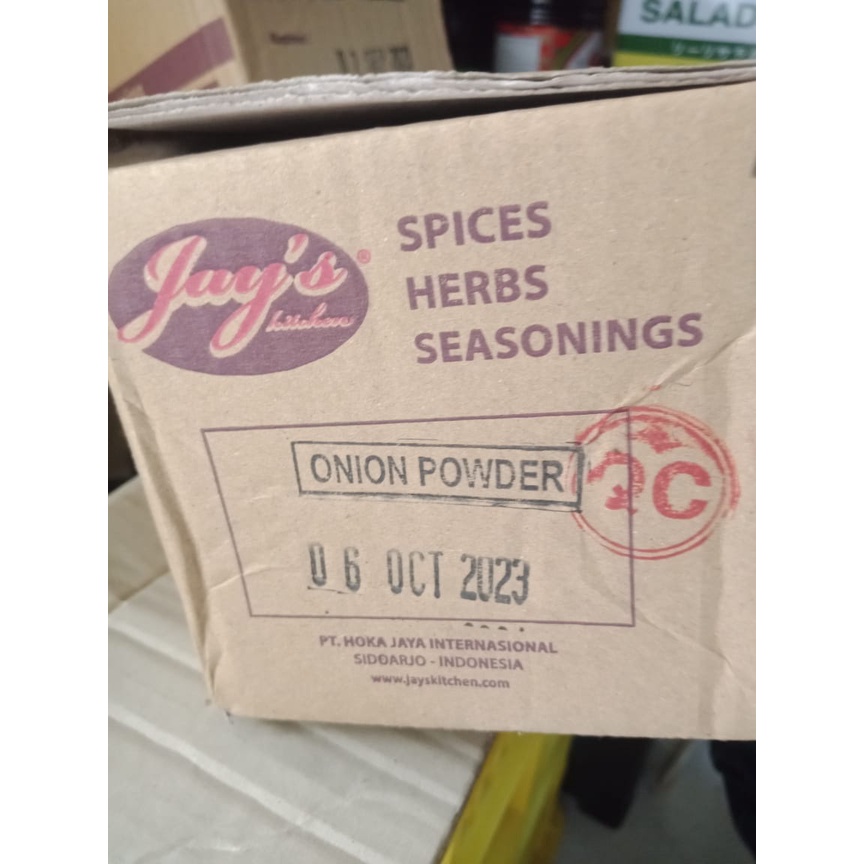 SALAD
Jay's
kitchen
®
SPICES
HERBS
SEASONINGS
ONION POWDER
QC
06 OCT 2023
PT. HOKA JAYA INTERNASIONAL
SIDOARJO - INDONESIA
www.jayskitchen.com